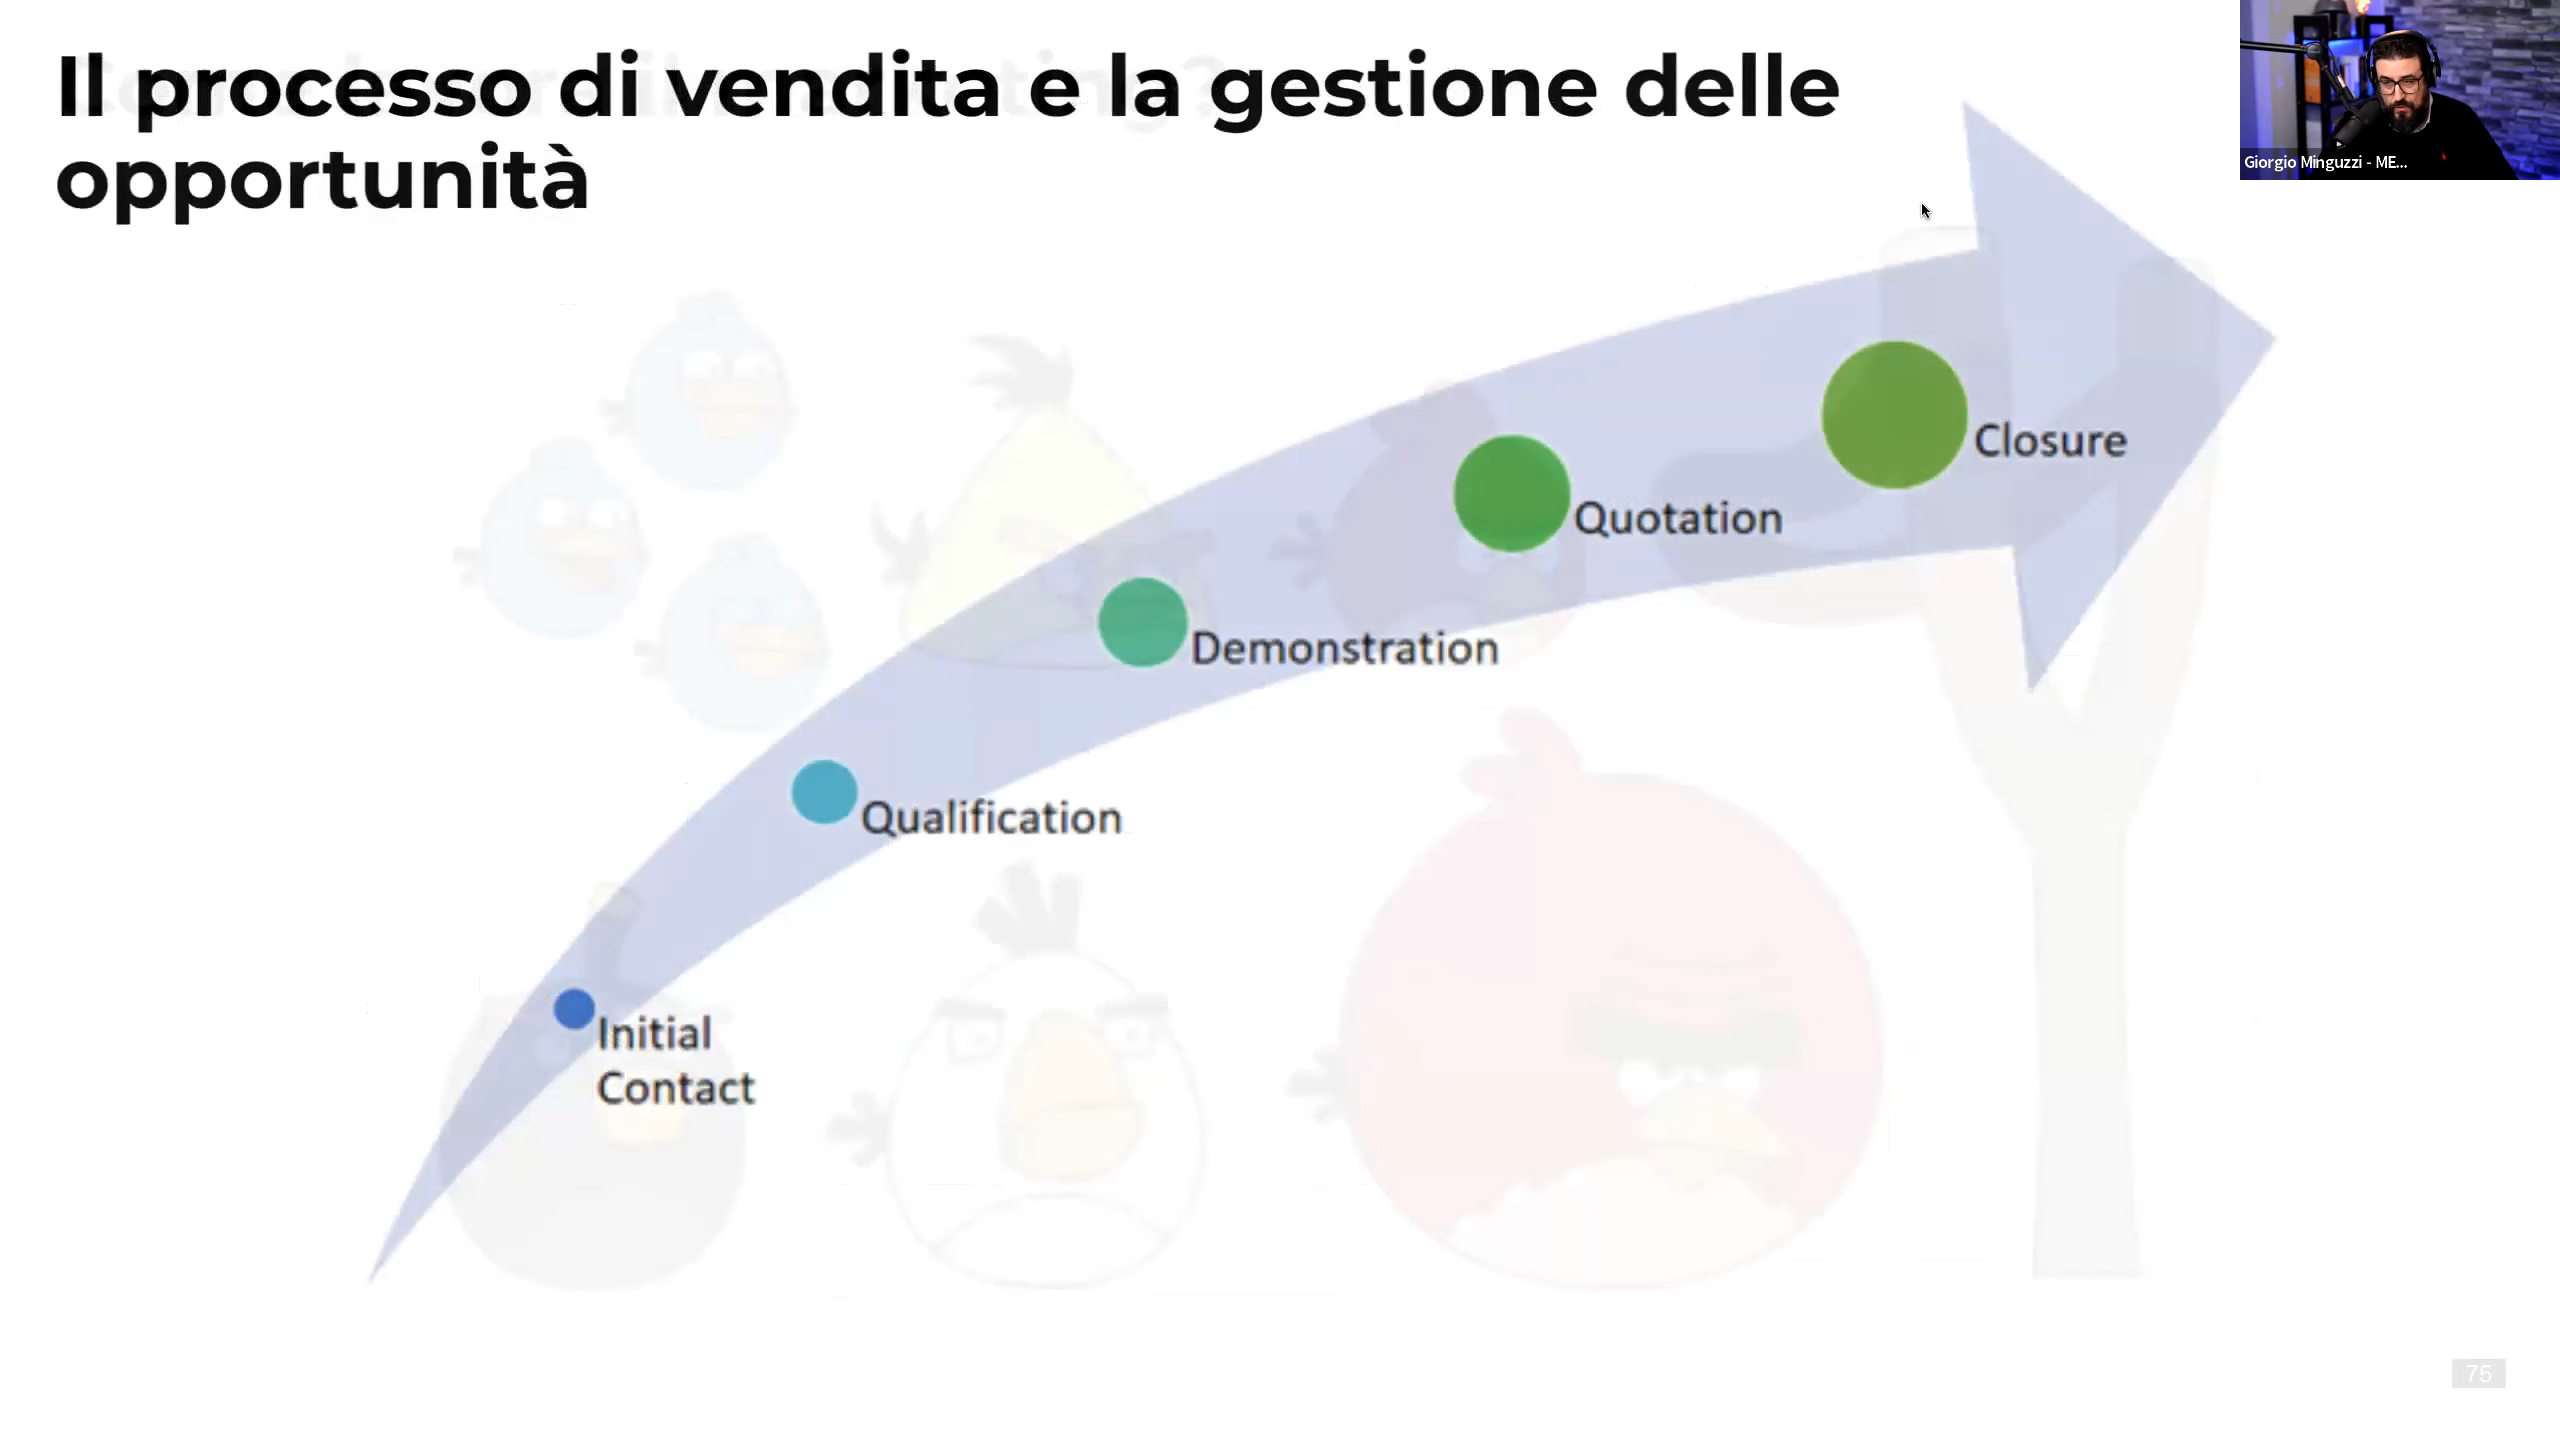 Il processo di vendita e la gestione delle
opportunità
Giorgio Minguzzi - ME...
Closure
Quotation
Demonstration
Qualification
Initial
Contact
75